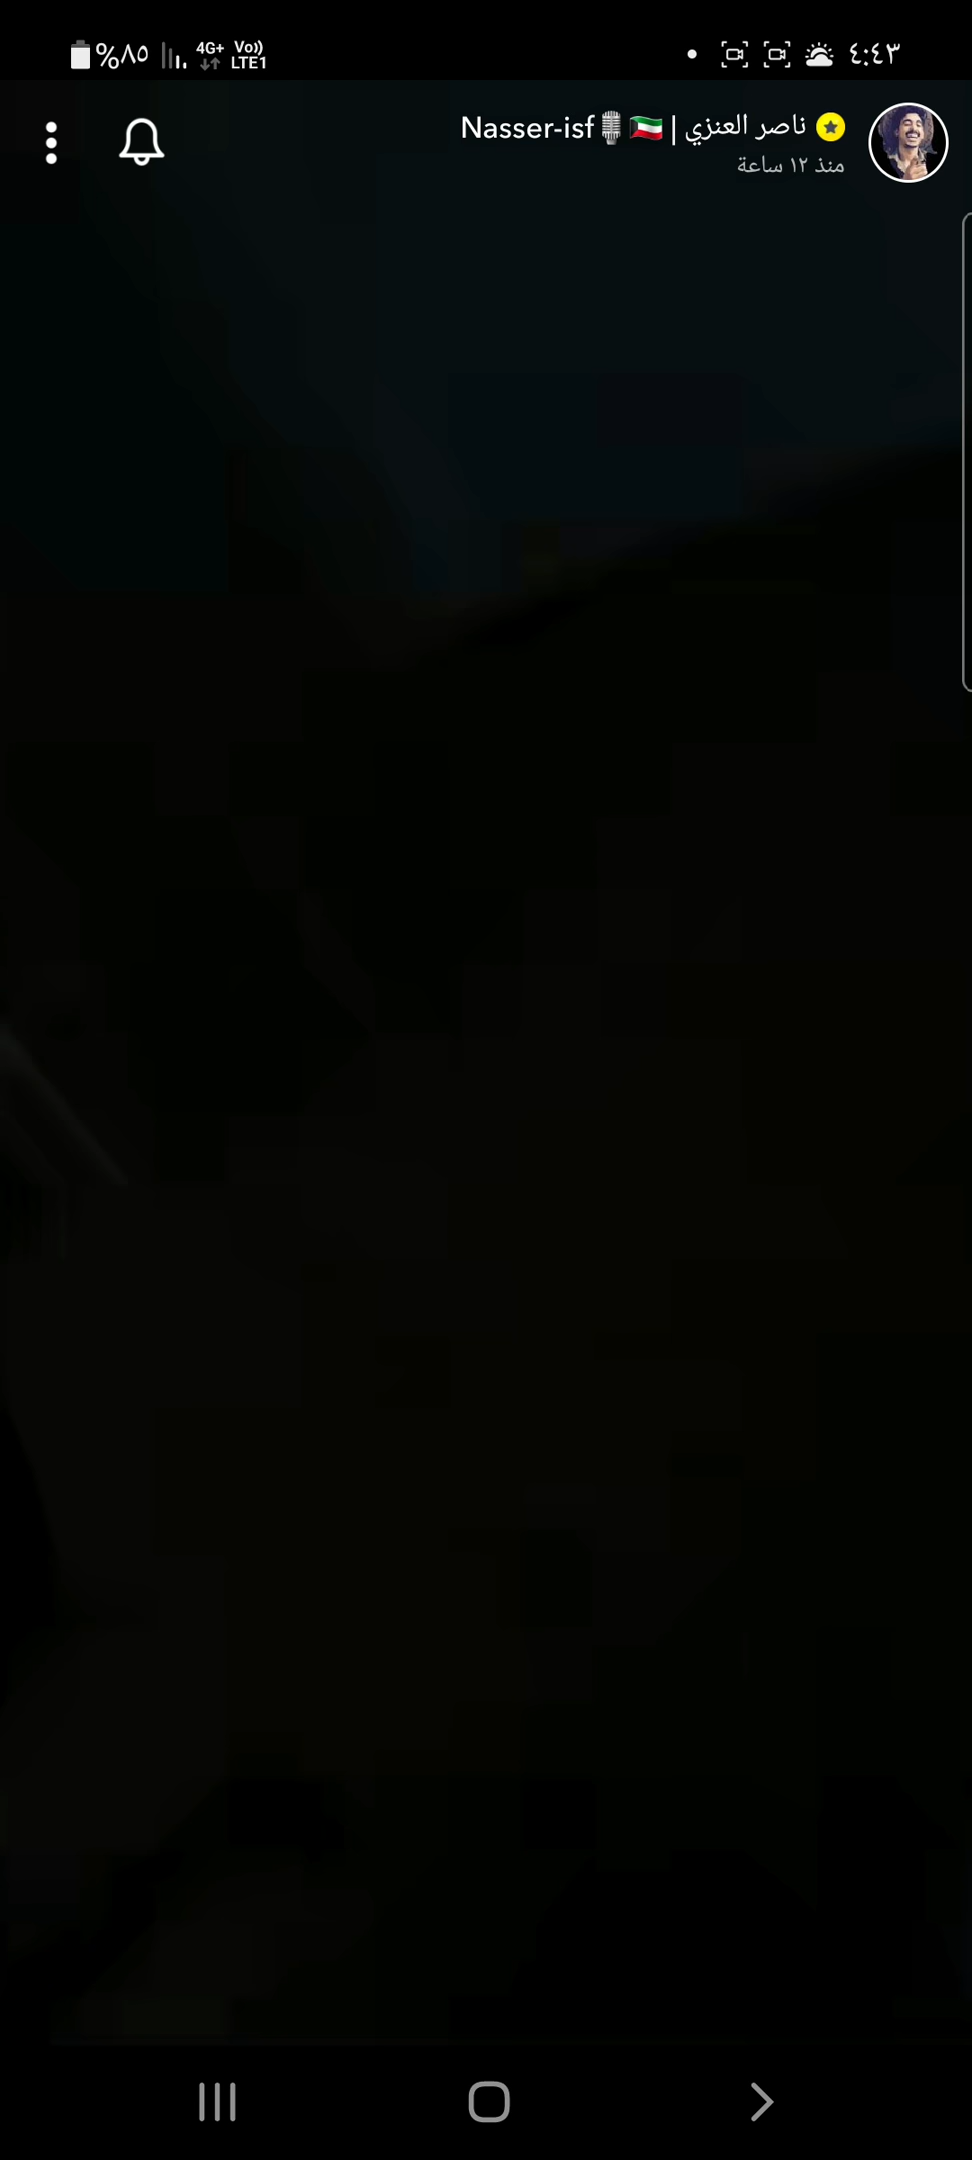 ٤:٤٣
4G+ Vo)) LTE1 %٨٥
ناصر العنزي | 🇰🇼🎙️Nasser-isf
منذ ١٢ ساعة